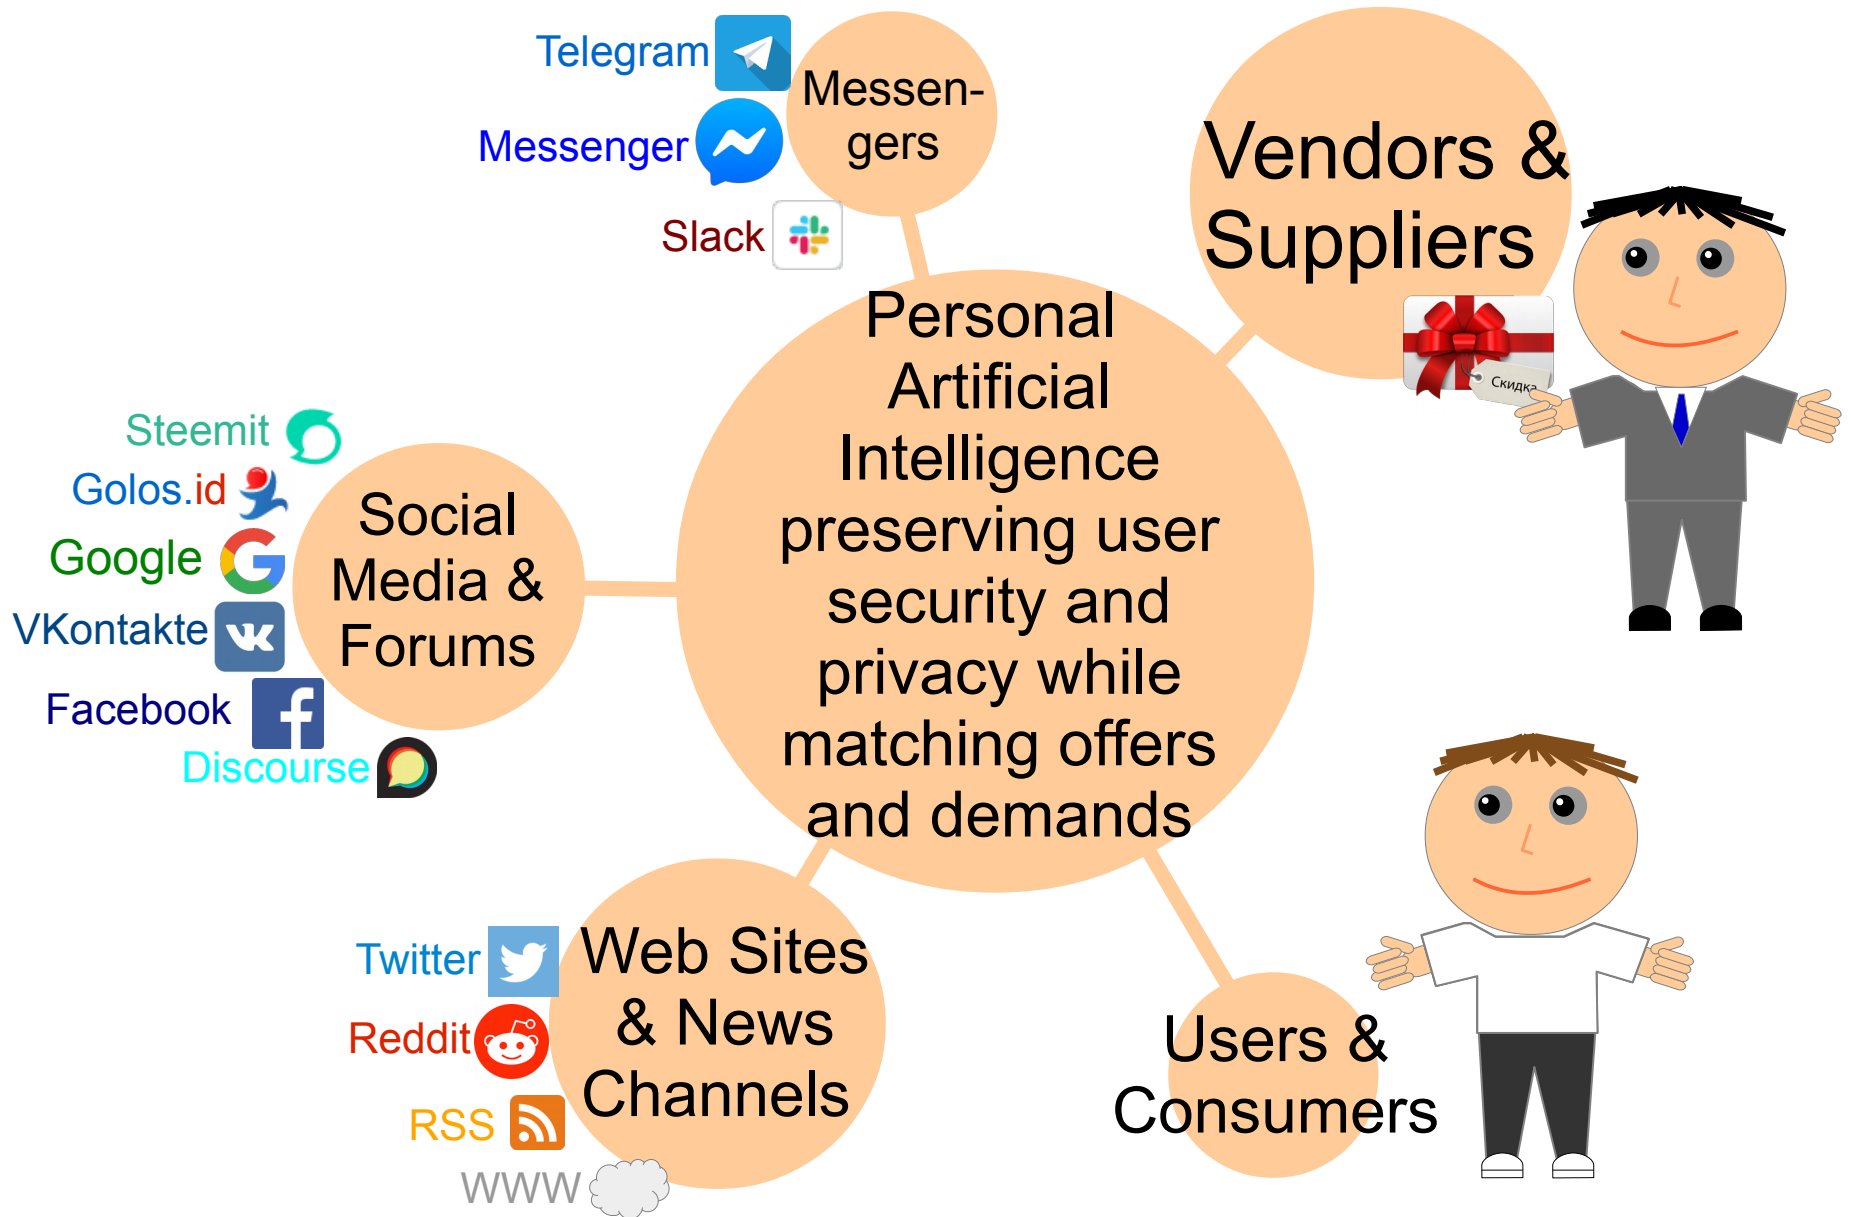 Telegram
Messenger
Slack
Messen-
gers
Vendors &
Suppliers
Скидка
Personal
Artificial
Intelligence
preserving user
security and
privacy while
matching offers
and demands
Steemit
Golos.id
Google
VKontakte
Facebook
Discourse
Social
Media &
Forums
Twitter
Reddit
RSS
WWW
Web Sites
& News
Channels
Users &
Consumers